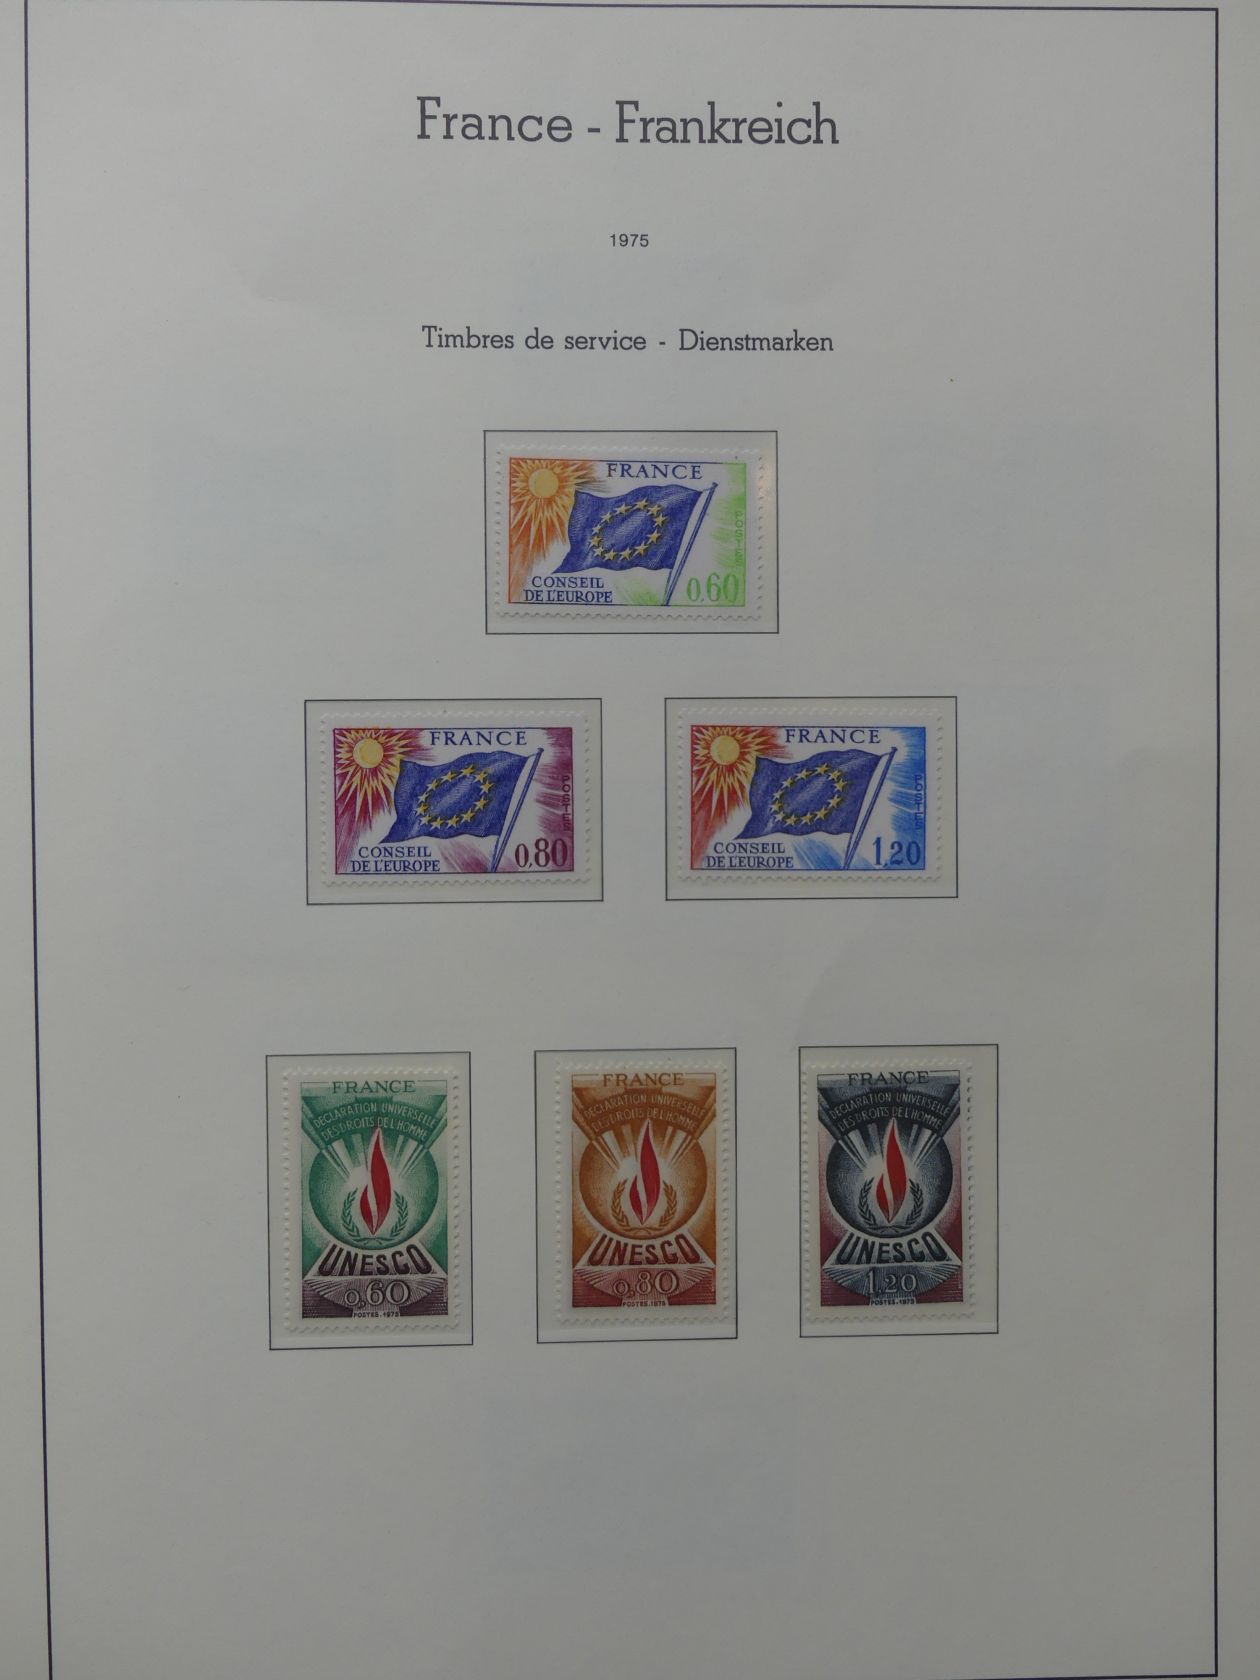 France - Frankreich
1975
Timbres de service - Dienstmarken
FRANCE
POSTES
CONSEIL
DE L'EUROPE
0,60
FRANCE
POSTES
CONSEIL
DE L'EUROPE
0,80
FRANCE
POSTES
CONSEIL
DE L'EUROPE
1,20
FRANCE
DECLARATION UNIVERSELLE
DES DROITS DE L'HOMME
UNESCO
0,60
POSTES.1975
FRANCE
DECLARATION UNIVERSELLE
DES DROITS DE L'HOMME
UNESCO
0,80
POSTES.1975
FRANCE
DECLARATION UNIVERSELLE
DES DROITS DE L'HOMME
UNESCO
1,20
POSTES.1975